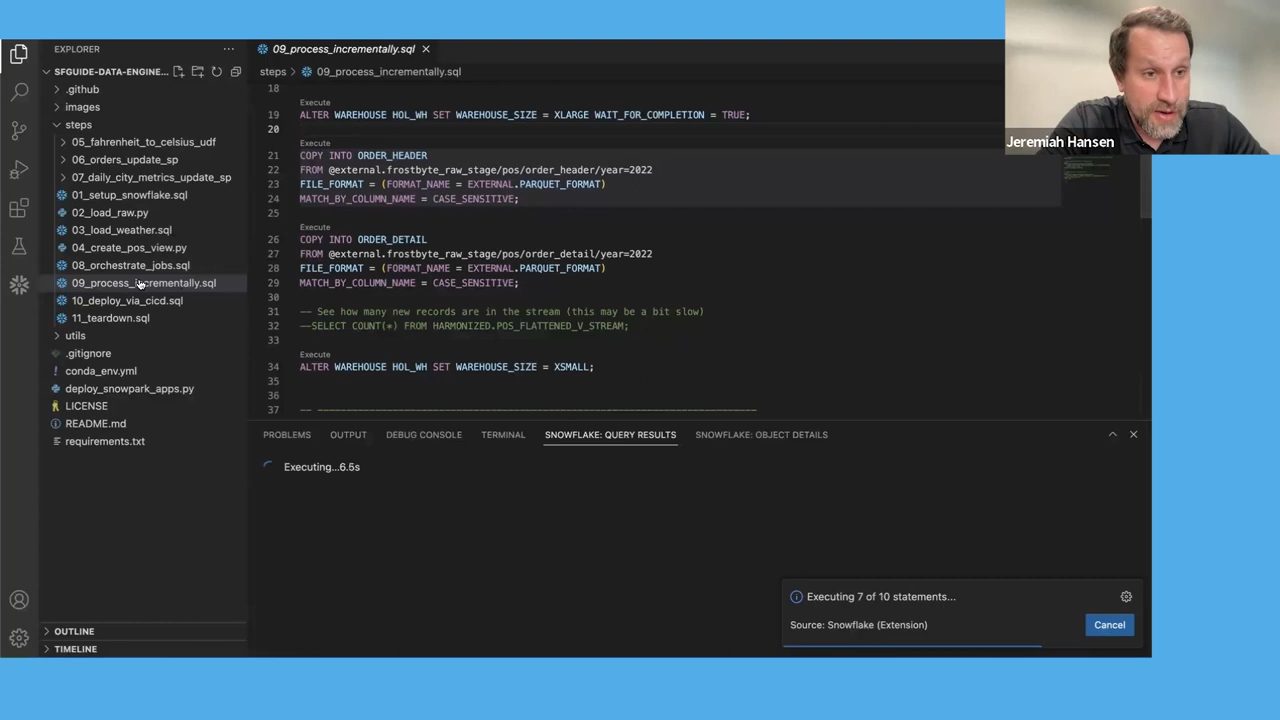 EXPLORER
SFGUIDE-DATA-ENGINE...
.github
images
steps
05_fahrenheit_to_celsius_udf
06_orders_update_sp
07_daily_city_metrics_update_sp
01_setup_snowflake.sql
02_load_raw.py
03_load_weather.sql
04_create_pos_view.py
08_orchestrate_jobs.sql
09_process_incrementally.sql
10_deploy_via_cicd.sql
11_teardown.sql
utils
.gitignore
conda_env.yml
deploy_snowpark_apps.py
LICENSE
README.md
requirements.txt
OUTLINE
TIMELINE
09_process_incrementally.sql
steps
09_process_incrementally.sql
18
Execute
19 ALTER WAREHOUSE HOL_WH SET WAREHOUSE_SIZE = XLARGE WAIT_FOR_COMPLETION = TRUE;
20
Execute
21 COPY INTO ORDER_HEADER
22 FROM @external.frostbyte_raw_stage/pos/order_header/year=2022
23 FILE_FORMAT = (FORMAT_NAME = EXTERNAL.PARQUET_FORMAT)
24 MATCH_BY_COLUMN_NAME = CASE_SENSITIVE;
25
Execute
26 COPY INTO ORDER_DETAIL
27 FROM @external.frostbyte_raw_stage/pos/order_detail/year=2022
28 FILE_FORMAT = (FORMAT_NAME = EXTERNAL.PARQUET_FORMAT)
29 MATCH_BY_COLUMN_NAME = CASE_SENSITIVE;
30
31 -- See how many new records are in the stream (this may be a bit slow)
32 --SELECT COUNT(*) FROM HARMONIZED.POS_FLATTENED_V_STREAM;
33
Execute
34 ALTER WAREHOUSE HOL_WH SET WAREHOUSE_SIZE = XSMALL;
35
36
37 -- ----------------------------------------------------------------------------
PROBLEMS OUTPUT DEBUG CONSOLE TERMINAL SNOWFLAKE: QUERY RESULTS SNOWFLAKE: OBJECT DETAILS
Executing...6.5s
Executing 7 of 10 statements...
Source: Snowflake (Extension)
Cancel
Jeremiah Hansen